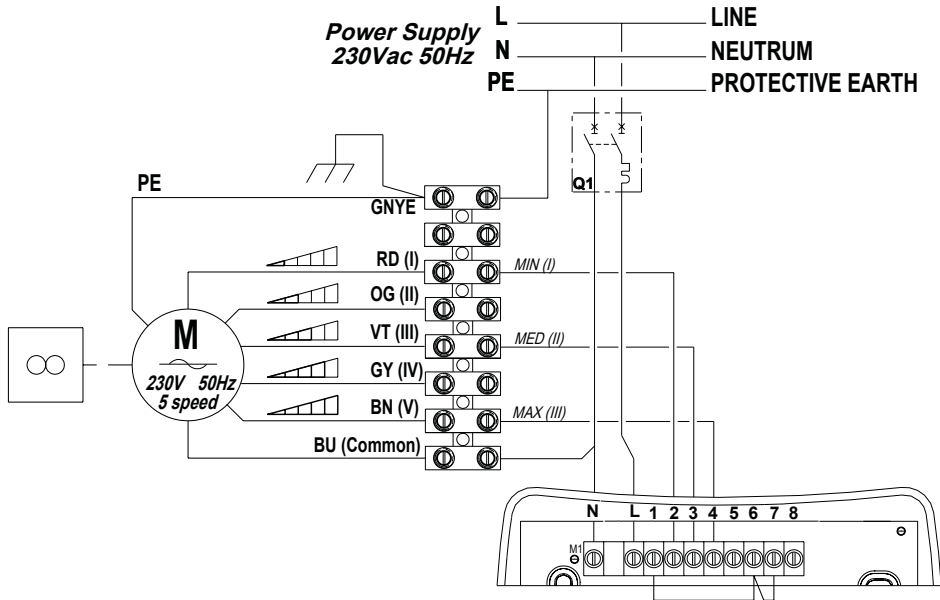 Power Supply
230Vac 50Hz
L LINE
N NEUTRUM
PE PROTECTIVE EARTH
Q1
PE
GNYE
RD (I) MIN (I)
OG (II)
VT (III) MED (II)
GY (IV)
BN (V) MAX (III)
BU (Common)
M
230V 50Hz
5 speed
N L 1 2 3 4 5 6 7 8
M1